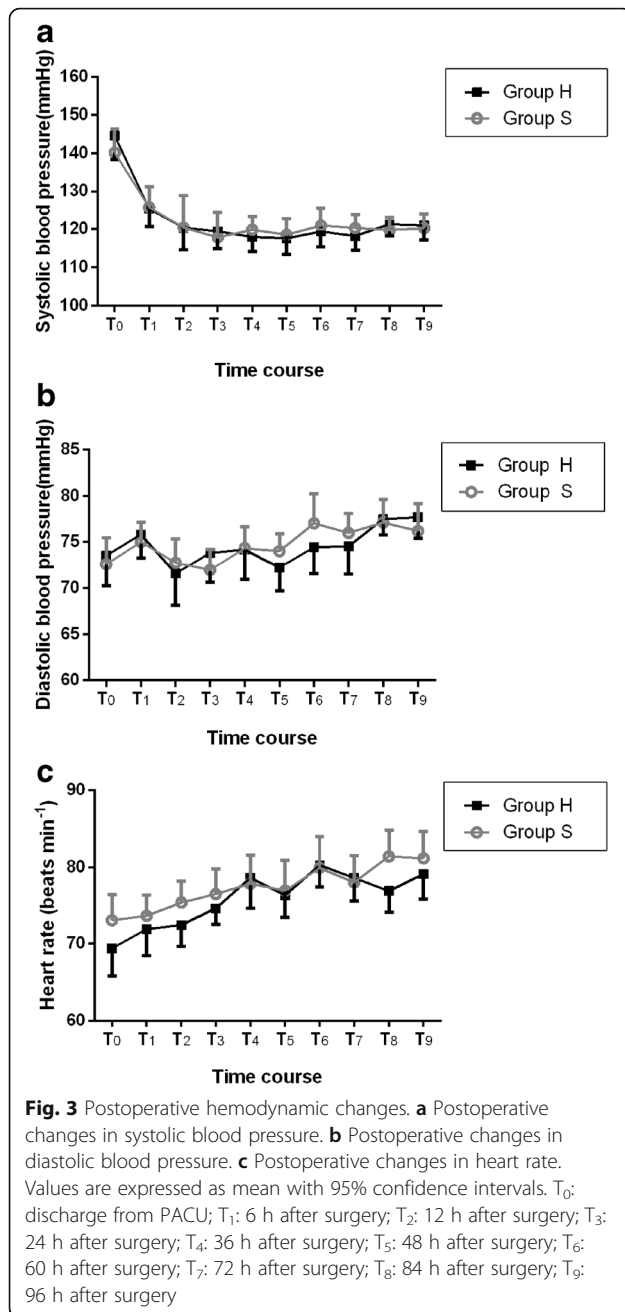 a
160
150
140
130
120
110
100
Systolic blood pressure(mmHg)
Group H
Group S
T₀ T₁ T₂ T₃ T₄ T₅ T₆ T₇ T₈ T₉
Time course
b
85
80
75
70
65
60
Diastolic blood pressure(mmHg)
Group H
Group S
T₀ T₁ T₂ T₃ T₄ T₅ T₆ T₇ T₈ T₉
Time course
c
90
80
70
60
Heart rate (beats min⁻¹)
Group H
Group S
T₀ T₁ T₂ T₃ T₄ T₅ T₆ T₇ T₈ T₉
Time course
Fig. 3 Postoperative hemodynamic changes. a Postoperative
changes in systolic blood pressure. b Postoperative changes in
diastolic blood pressure. c Postoperative changes in heart rate.
Values are expressed as mean with 95% confidence intervals. T₀:
discharge from PACU; T₁: 6 h after surgery; T₂: 12 h after surgery; T₃:
24 h after surgery; T₄: 36 h after surgery; T₅: 48 h after surgery; T₆:
60 h after surgery; T₇: 72 h after surgery; T₈: 84 h after surgery; T₉:
96 h after surgery